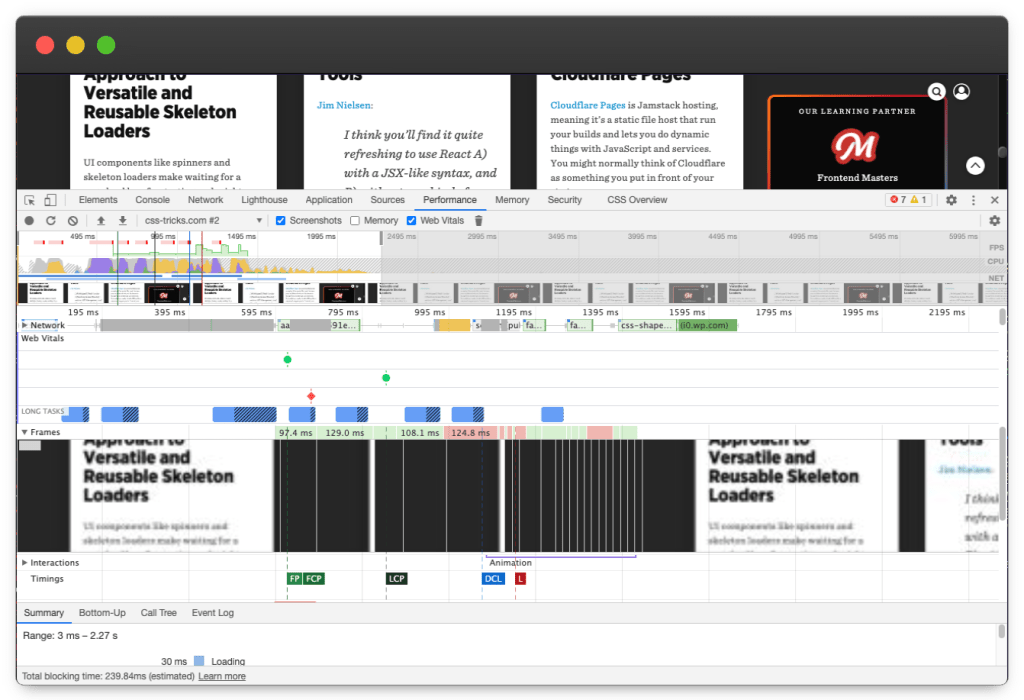 Approach to
Versatile and
Reusable Skeleton
Loaders
UI components like spinners and
skeleton loaders make waiting for a
Tools
Jim Nielsen:
I think you'll find it quite
refreshing to use React A)
with a JSX-like syntax, and
Cloudflare Pages
Cloudflare Pages is Jamstack hosting,
meaning it's a static file host that run
your builds and lets you do dynamic
things with JavaScript and services.
You might normally think of Cloudflare
as something you put in front of your
OUR LEARNING PARTNER
Frontend Masters
Elements Console Network Lighthouse Application Sources Performance Memory Security CSS Overview 7 1
css-tricks.com #2 Screenshots Memory Web Vitals
495 ms 995 ms 1495 ms 1995 ms 2495 ms 2995 ms 3495 ms 3995 ms 4495 ms 4995 ms 5495 ms 5995 ms
FPS
CPU
NET
195 ms 395 ms 595 ms 795 ms 995 ms 1195 ms 1395 ms 1595 ms 1795 ms 1995 ms 2195 ms
Network aa 91e... pu fa... fa... css-shape... (i0.wp.com)
Web Vitals
LONG TASKS
Frames 97.4 ms 129.0 ms 108.1 ms 124.8 ms
Approach to
Versatile and
Reusable Skeleton
Loaders
UI components like spinners and
skeleton loaders make waiting for a
Approach to
Versatile and
Reusable Skeleton
Loaders
UI components like spinners and
skeleton loaders make waiting for a
Tools
Jim Nielsen:
I think
refres
with a
Interactions Animation
Timings FP FCP LCP DCL L
Summary Bottom-Up Call Tree Event Log
Range: 3 ms – 2.27 s
30 ms Loading
Total blocking time: 239.84ms (estimated) Learn more